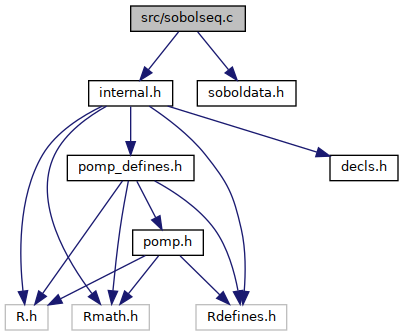 src/sobolseq.c
internal.h
soboldata.h
pomp_defines.h
decls.h
pomp.h
R.h
Rmath.h
Rdefines.h